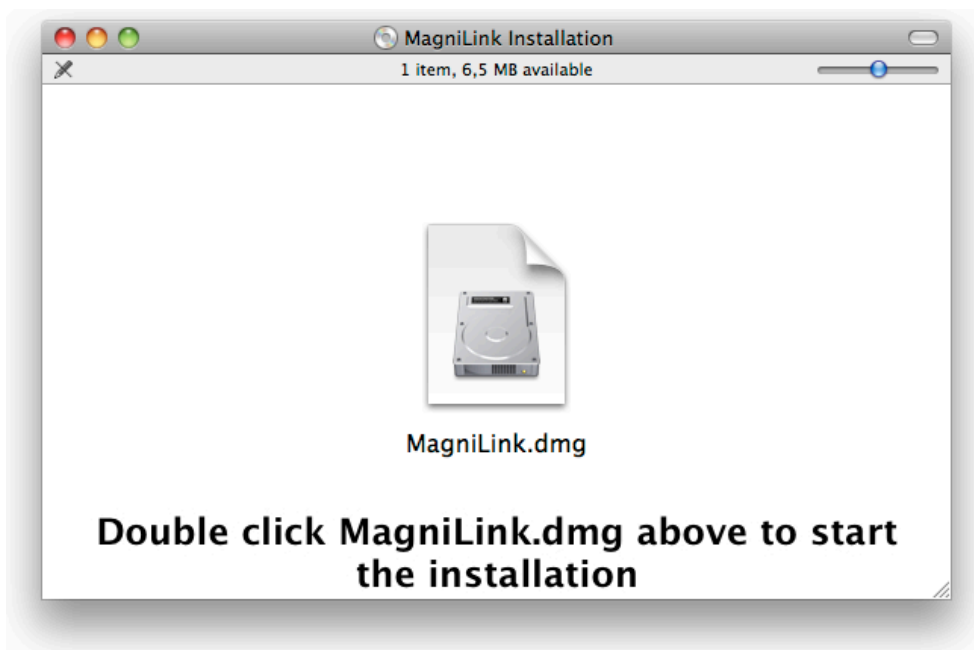 MagniLink Installation
1 item, 6,5 MB available
MagniLink.dmg
Double click MagniLink.dmg above to start
the installation